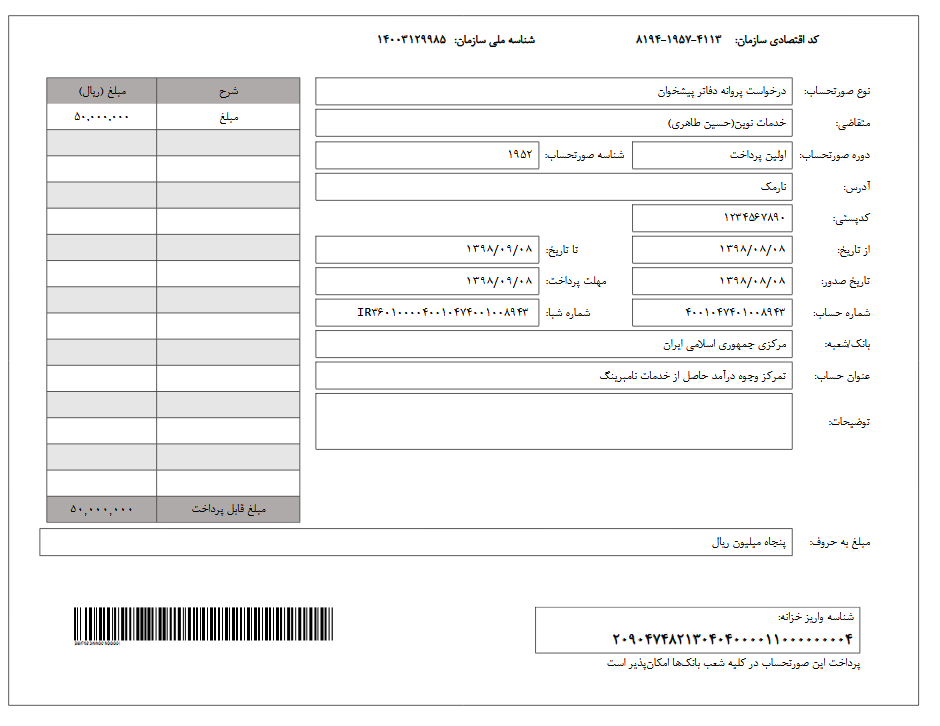 کد اقتصادی سازمان: ۴۱۱۳-۱۹۵۷-۸۱۹۴ شناسه ملی سازمان: ۱۴۰۰۳۱۲۹۹۸۵
نوع صورتحساب: درخواست پروانه دفاتر پیشخوان
متقاضی: خدمات نوین(حسین طاهری)
دوره صورتحساب: اولین پرداخت شناسه صورتحساب: ۱۹۵۲
آدرس: نارمک
کدپستی: ۱۲۳۴۵۶۷۸۹۰
از تاریخ: ۱۳۹۸/۰۸/۰۸ تا تاریخ: ۱۳۹۸/۰۹/۰۸
تاریخ صدور: ۱۳۹۸/۰۸/۰۸ مهلت پرداخت: ۱۳۹۸/۰۹/۰۸
شماره حساب: ۴۰۰۱۰۴۷۴۰۱۰۰۸۹۴۳ شماره شبا: IR۳۶۰۱۰۰۰۰۴۰۰۱۰۴۷۴۰۰۱۰۰۸۹۴۳
بانک/شعبه: مرکزی جمهوری اسلامی ایران
عنوان حساب: تمرکز وجوه درآمد حاصل از خدمات نامبرینگ
توضیحات:
شرح مبلغ (ریال)
مبلغ ۵۰,۰۰۰,۰۰۰
مبلغ قابل پرداخت ۵۰,۰۰۰,۰۰۰
مبلغ به حروف: پنجاه میلیون ریال
شناسه واریز خزانه:
۲۰۹۰۴۷۴۸۲۱۳۰۴۰۴۰۰۰۰۱۱۰۰۰۰۰۰۰۰۴
پرداخت این صورتحساب در کلیه شعب بانک‌ها امکان‌پذیر است